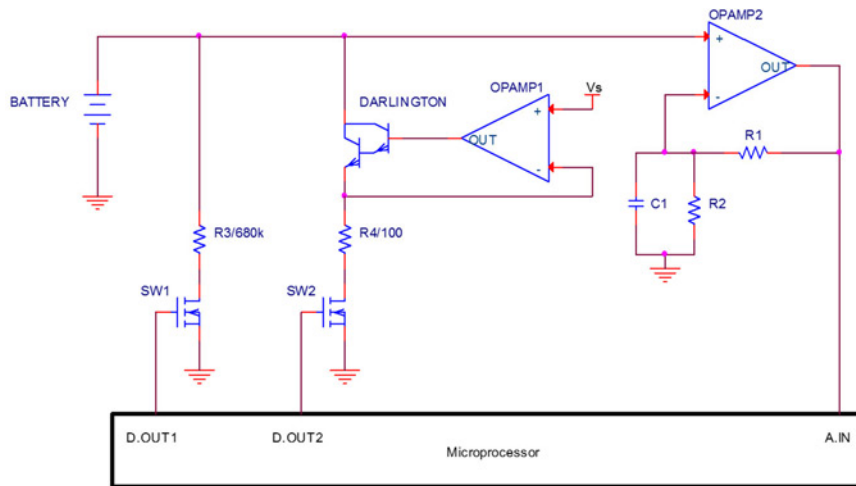 OPAMP2
+
OUT
-
BATTERY
DARLINGTON
OPAMP1
Vs
+
OUT
-
R1
C1
R2
R3/680k
R4/100
SW1
SW2
D.OUT1
D.OUT2
A.IN
Microprocessor